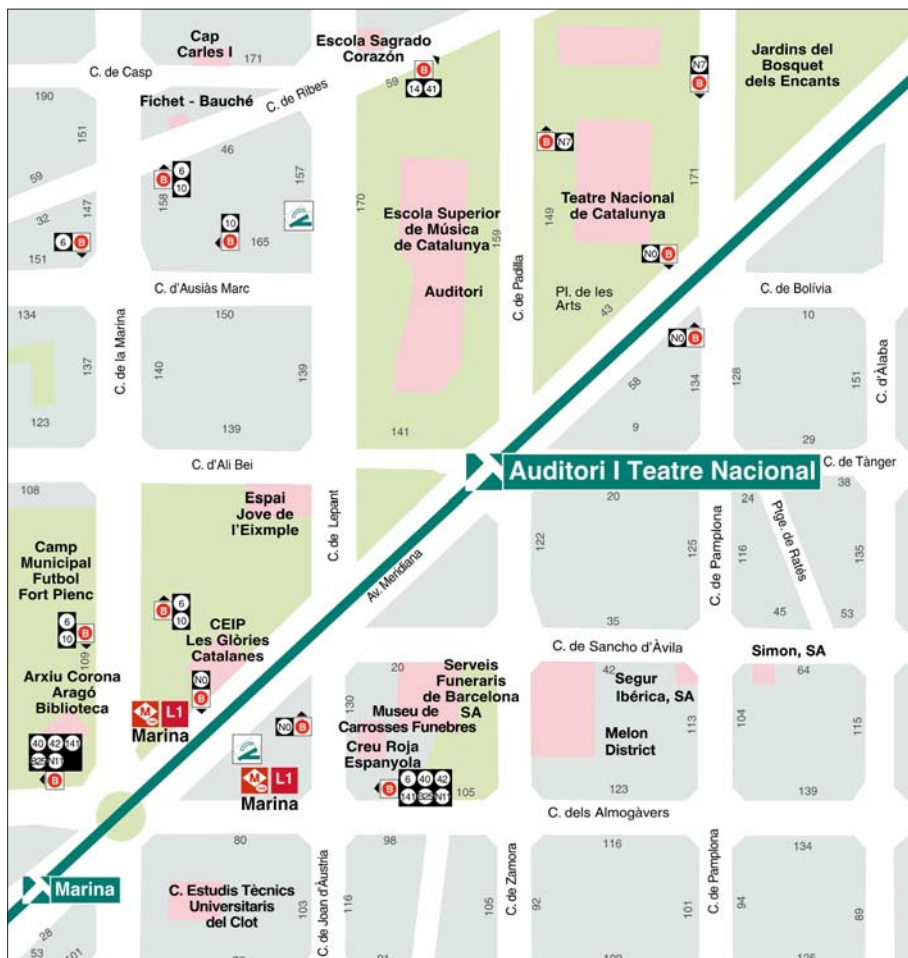 Cap
Carles I
171
Escola Sagrado
Corazón
N7
B
Jardins del
Bosquet
dels Encants
C. de Casp
59
B
14 41
190
Fichet - Bauché
C. de Ribes
151
46
B N7
59
6
10
B
158
157
170
171
147
32
10
B
165
Escola Superior
de Música
de Catalunya
159
149
Teatre Nacional
de Catalunya
6 B
151
N0 B
C. d'Ausiàs Marc
Auditori
C. de Padilla
Pl. de les
Arts
43
C. de Bolívia
134
150
10
C. de la Marina
N0 B
137
140
139
58
134
128
151
C. d'Àlaba
123
139
141
9
29
C. d'Ali Bei
Auditori I Teatre Nacional
C. de Tànger
108
Espai
Jove de
l'Eixmple
C. de Lepant
20
24
38
Camp
Municipal
Futbol
Fort Pienc
Av. Meridiana
122
125
C. de Pamplona
116
Ptge. de Ratés
135
6
10
B
B
6
10
CEIP
Les Glòries
Catalanes
35
45
53
109
C. de Sancho d'Àvila
Simon, SA
Arxiu Corona
Aragó
Biblioteca
N0
B
20
Serveis
Funeraris
de Barcelona
SA
42
Segur
Ibérica, SA
64
M
L1
Marina
N0 B
130
Museu de
Carrosses Funebres
113
104
115
40 42 141
B25 N11
B
Creu Roja
Espanyola
Melon
District
M
L1
Marina
B
6 40 42
141 B25 N11
105
123
139
C. dels Almogàvers
80
98
116
134
Marina
C. Estudis Tècnics
Universitaris
del Clot
103
C. de Joan d'Àustria
116
105
C. de Zamora
92
101
C. de Pamplona
94
89
28
53
101